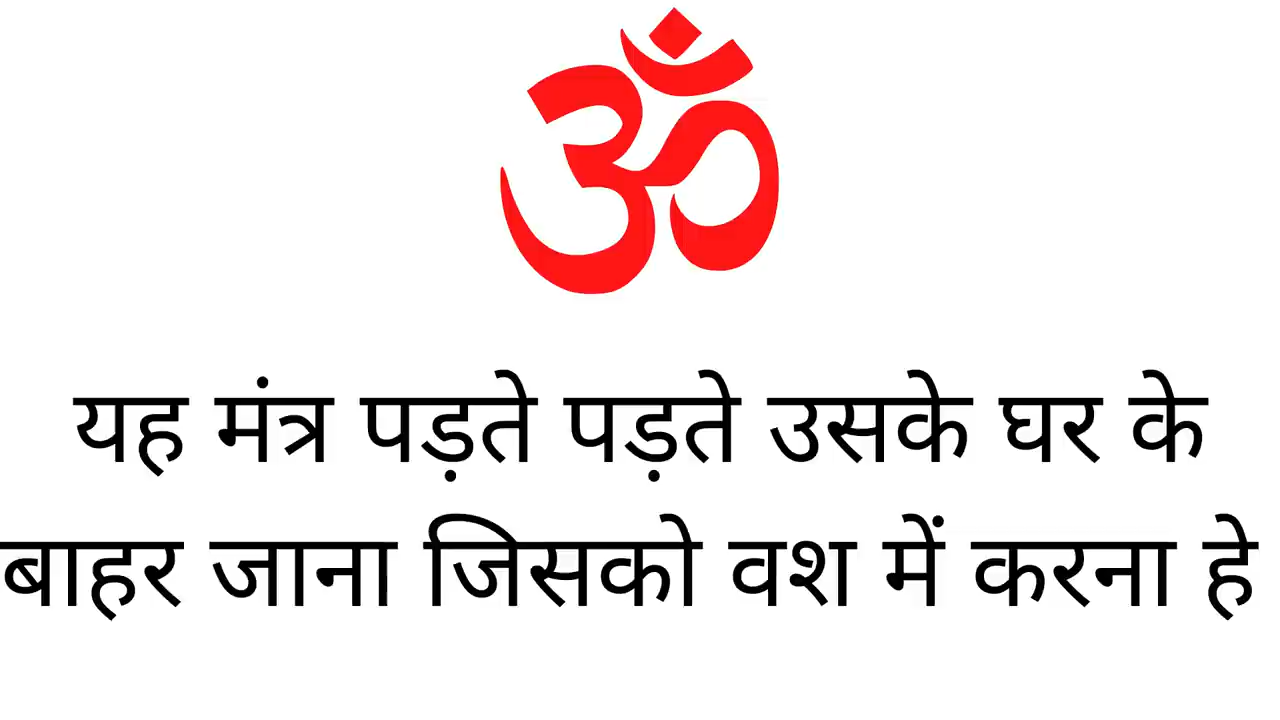 ॐ
यह मंत्र पड़ते पड़ते उसके घर के
बाहर जाना जिसको वश में करना हे